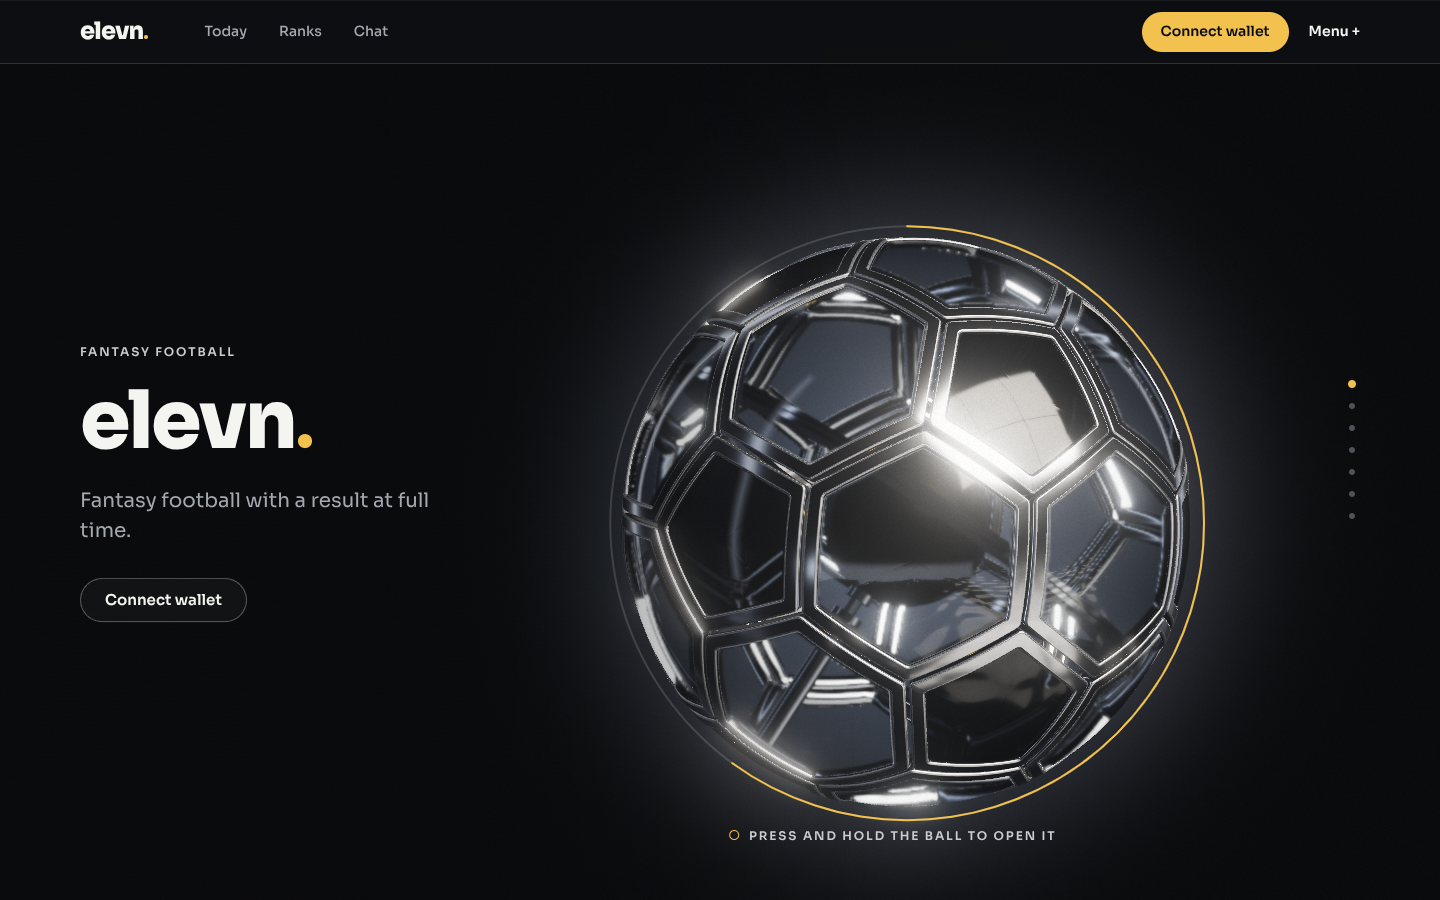 elevn.
Today
Ranks
Chat
Connect wallet
Menu +
FANTASY FOOTBALL
elevn.
Fantasy football with a result at full
time.
Connect wallet
PRESS AND HOLD THE BALL TO OPEN IT